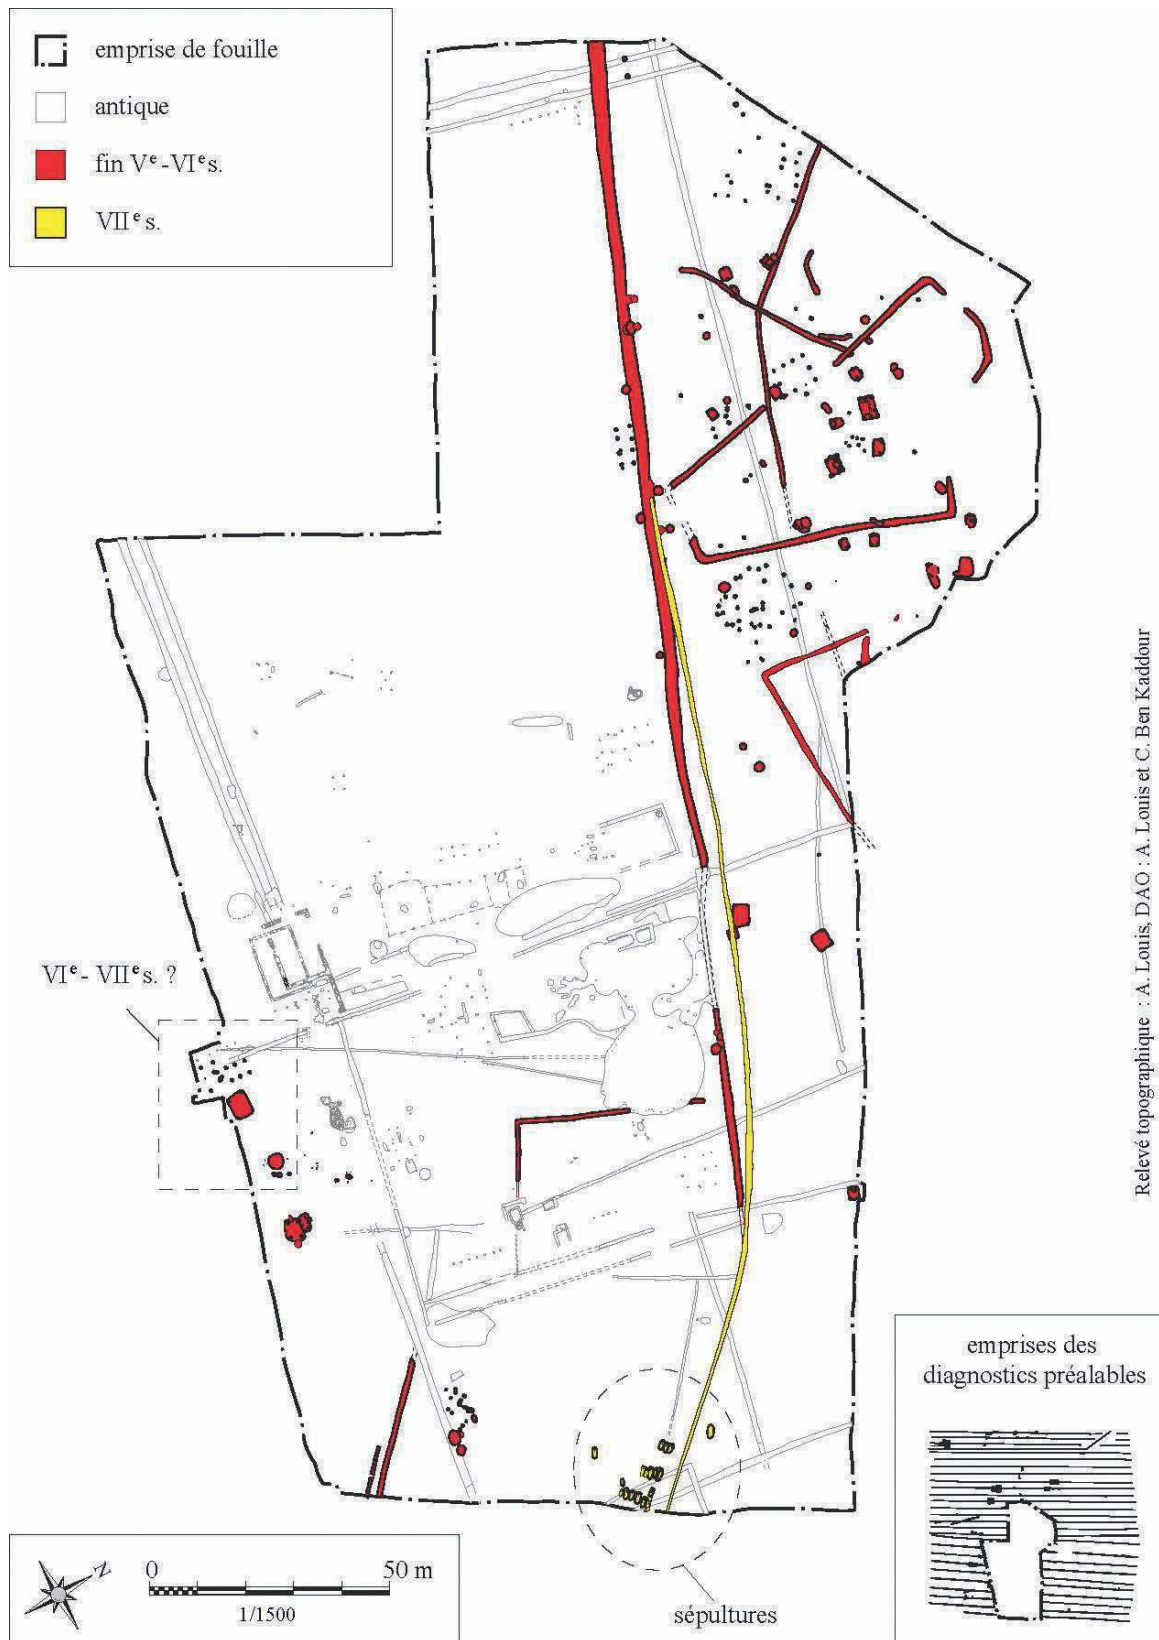 emprise de fouille
antique
fin Vᵉ-VIᵉs.
VIIᵉ s.
VIᵉ- VIIᵉs. ?
Relevé topographique : A. Louis, DAO : A. Louis et C. Ben Kaddour
emprises des
diagnostics préalables
N
0 50 m
1/1500
sépultures